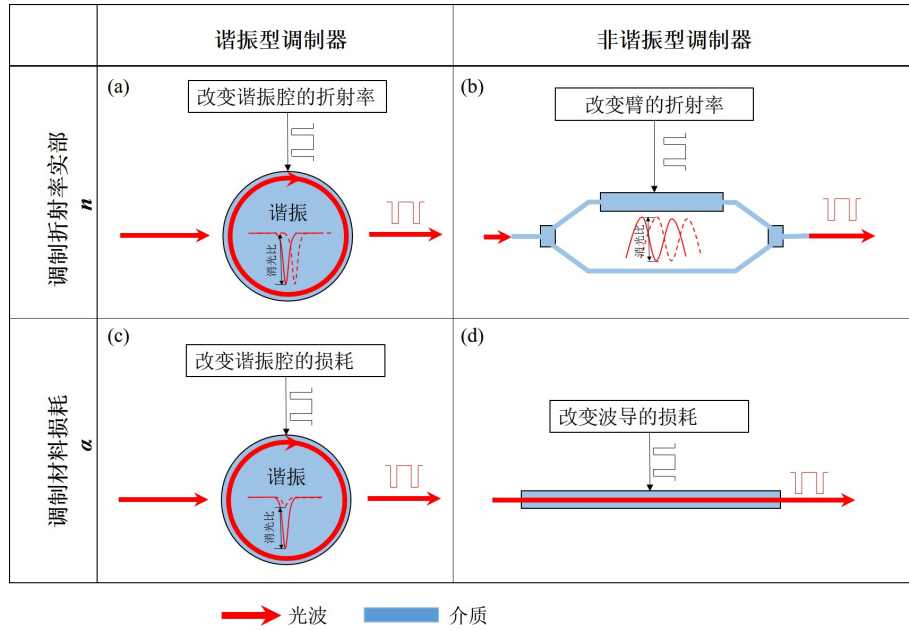 谐振型调制器
非谐振型调制器
调制折射率实部
n
(a)
改变谐振腔的折射率
谐振
消光比
(b)
改变臂的折射率
消光比
调制材料损耗
α
(c)
改变谐振腔的损耗
谐振
消光比
(d)
改变波导的损耗
光波
介质